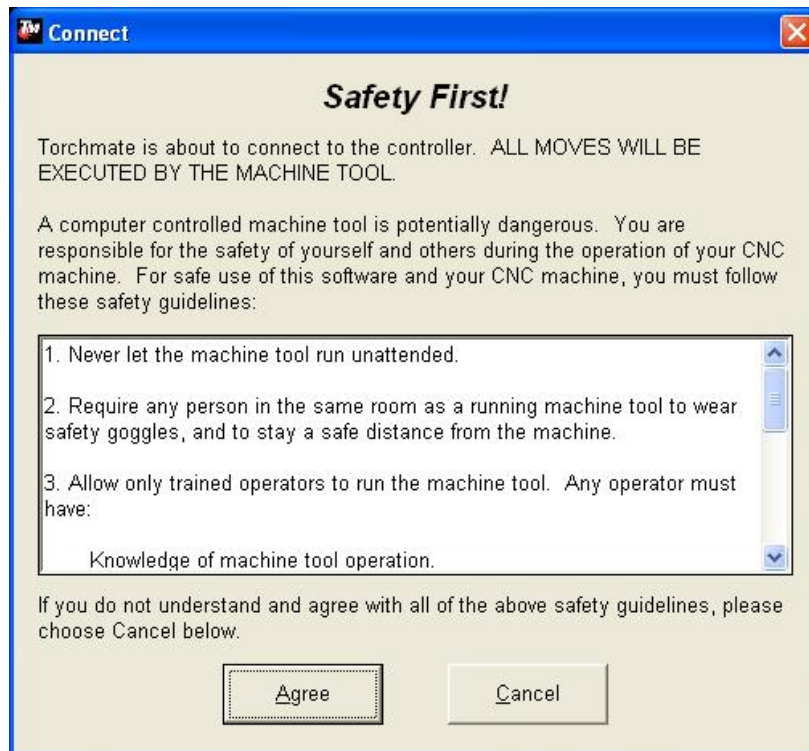 TM Connect
Safety First!
Torchmate is about to connect to the controller.  ALL MOVES WILL BE
EXECUTED BY THE MACHINE TOOL.
A computer controlled machine tool is potentially dangerous.  You are
responsible for the safety of yourself and others during the operation of your CNC
machine.  For safe use of this software and your CNC machine, you must follow
these safety guidelines:
1. Never let the machine tool run unattended.
2. Require any person in the same room as a running machine tool to wear
safety goggles, and to stay a safe distance from the machine.
3. Allow only trained operators to run the machine tool.  Any operator must
have:
Knowledge of machine tool operation.
If you do not understand and agree with all of the above safety guidelines, please
choose Cancel below.
Agree Cancel